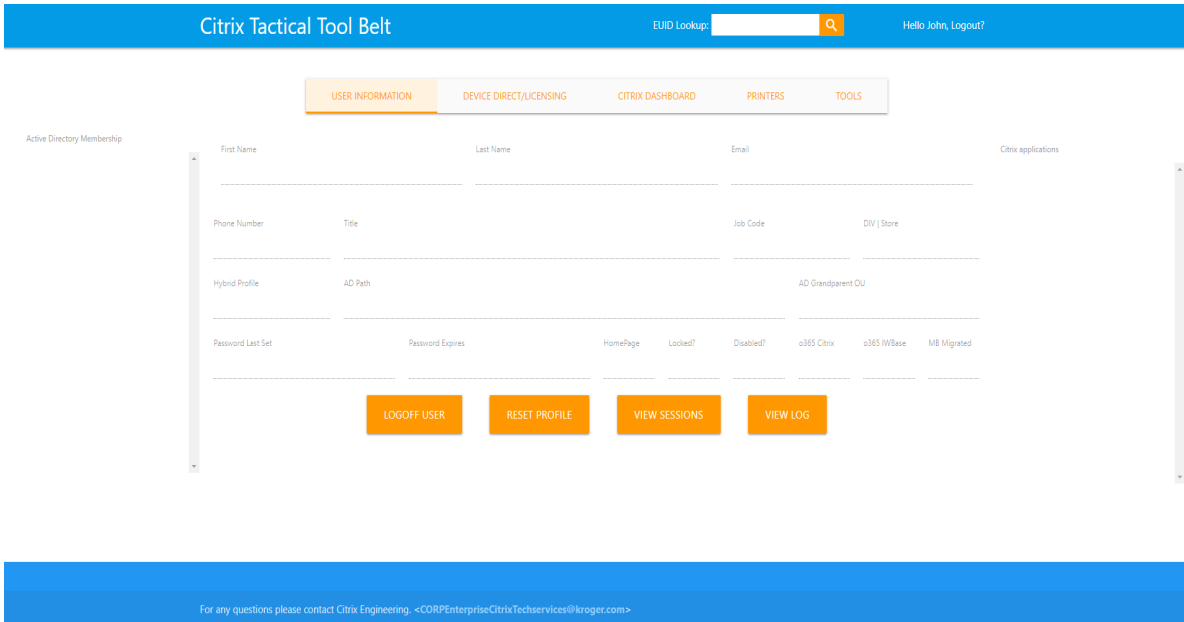 Citrix Tactical Tool Belt
EUID Lookup:
Hello John, Logout?
USER INFORMATION DEVICE DIRECT/LICENSING CITRIX DASHBOARD PRINTERS TOOLS
Active Directory Membership
First Name Last Name Email
Citrix applications
Phone Number Title Job Code DIV | Store
Hybrid Profile AD Path AD Grandparent OU
Password Last Set Password Expires HomePage Locked? Disabled? o365 Citrix o365 IWBase MB Migrated
LOGOFF USER RESET PROFILE VIEW SESSIONS VIEW LOG
For any questions please contact Citrix Engineering. <CORPEnterpriseCitrixTechservices@kroger.com>